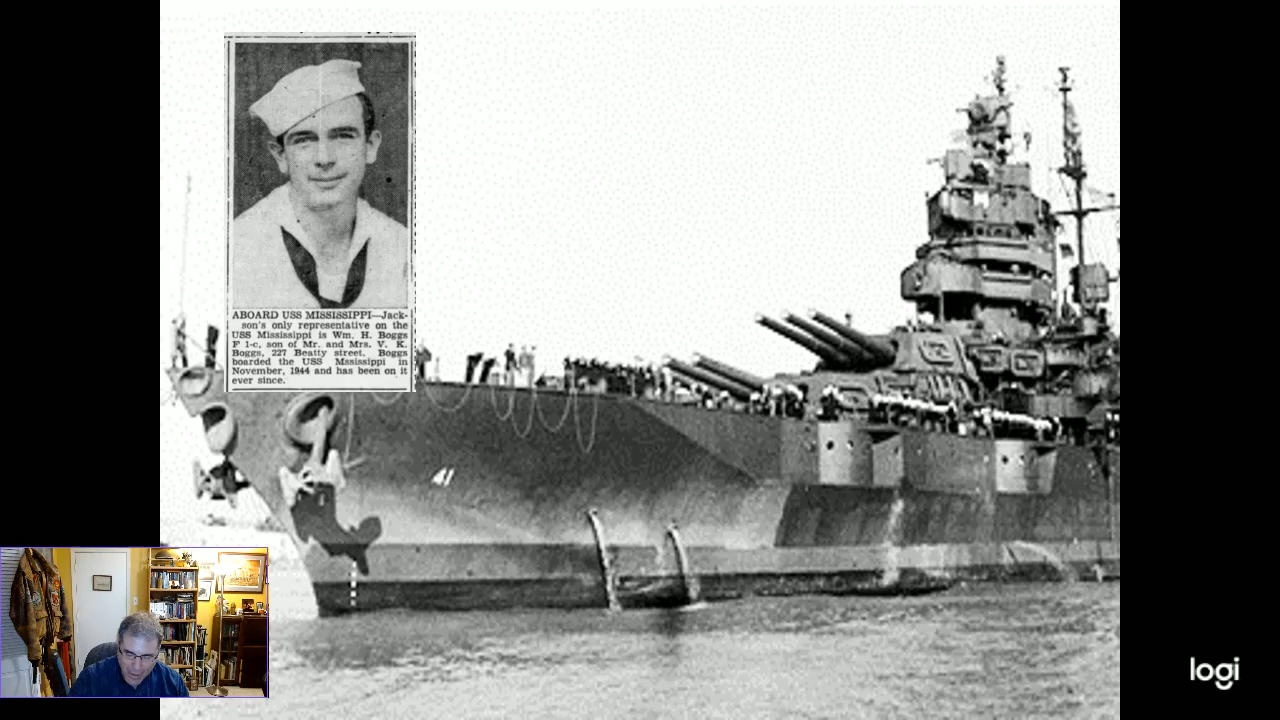 ABOARD USS MISSISSIPPI—Jack-
son's only representative on the
USS Mississippi is Wm. H. Boggs
F 1-c, son of Mr. and Mrs. V. K.
Boggs, 227 Beatty street. Boggs
boarded the USS Mssissippi in
November, 1944 and has been on it
ever since.
41
logi